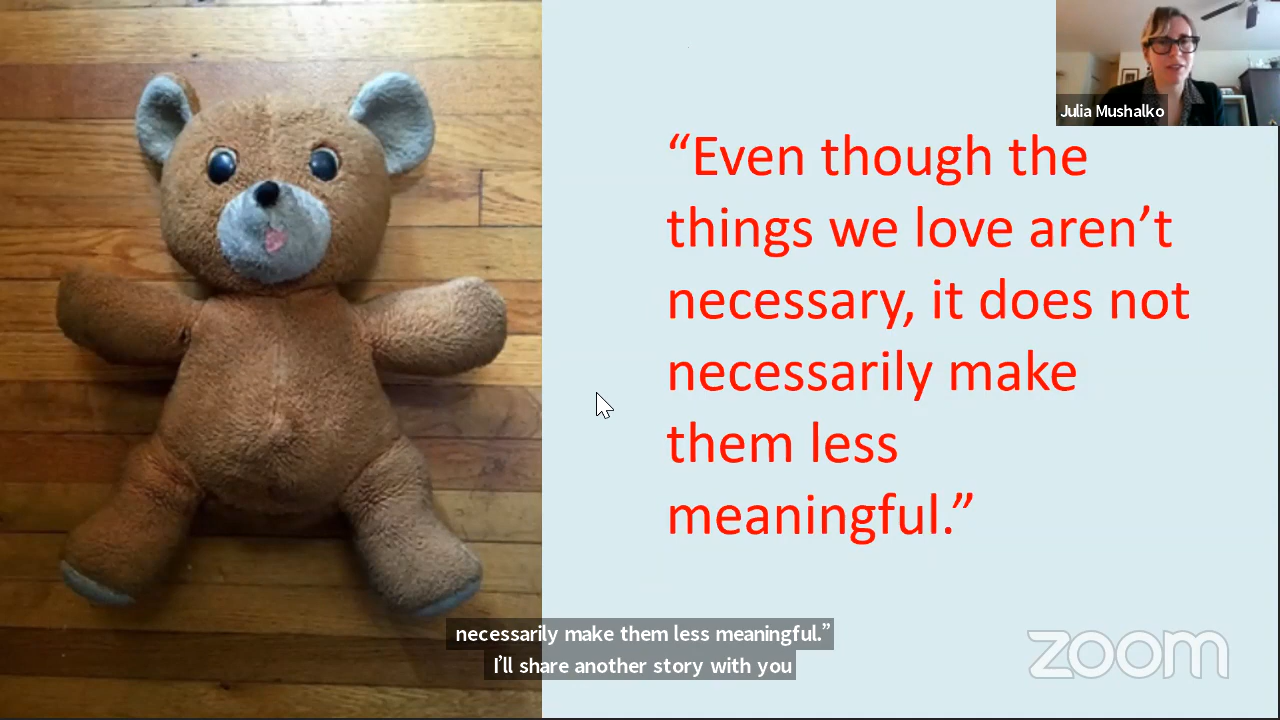 Julia Mushalko
“Even though the
things we love aren’t
necessary, it does not
necessarily make
them less
meaningful.”
necessarily make them less meaningful.”
I’ll share another story with you
zoom